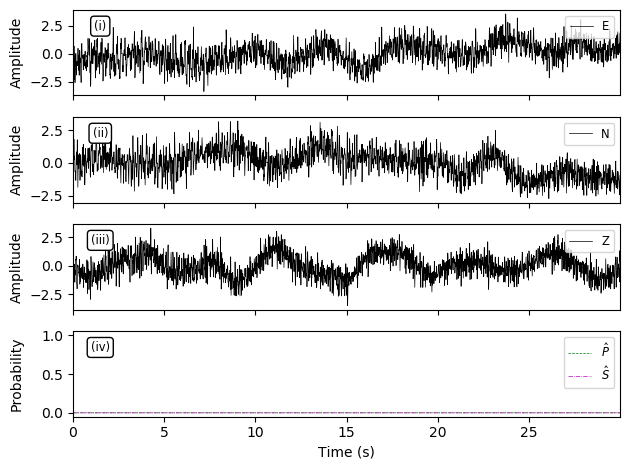 Amplitude
2.5
0.0
−2.5
(i)
E
Amplitude
2.5
0.0
−2.5
(ii)
N
Amplitude
2.5
0.0
−2.5
(iii)
Z
Probability
1.0
0.5
0.0
(iv)
P̂
Ŝ
0 5 10 15 20 25
Time (s)